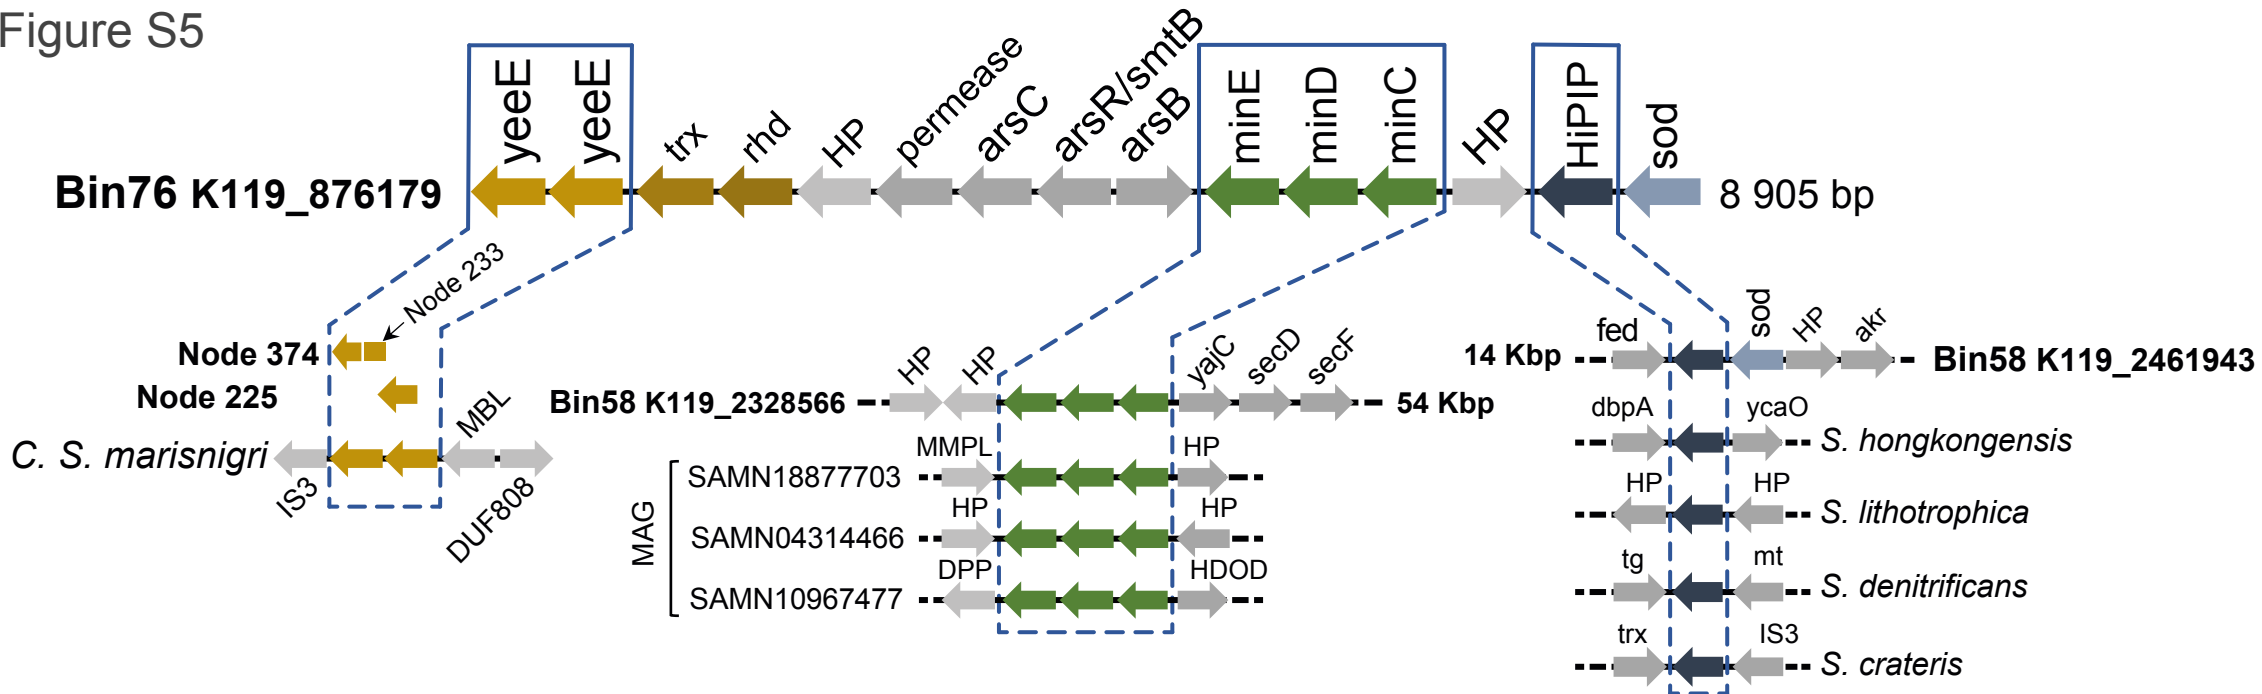 Figure S5
yeeE yeeE trx rhd HP permease arsC arsR/smtB arsB minE minD minC HP HiPIP sod
Bin76 K119_876179 8 905 bp
Node 233
Node 374
Node 225
C. S. marisnigri
IS3 MBL DUF808
HP HP yajC secD secF
Bin58 K119_2328566 54 Kbp
MAG
MMPL HP
SAMN18877703
HP HP
SAMN04314466
DPP HDOD
SAMN10967477
fed sod HP akr
14 Kbp Bin58 K119_2461943
dbpA ycaO
S. hongkongensis
HP HP
S. lithotrophica
tg mt
S. denitrificans
trx IS3
S. crateris